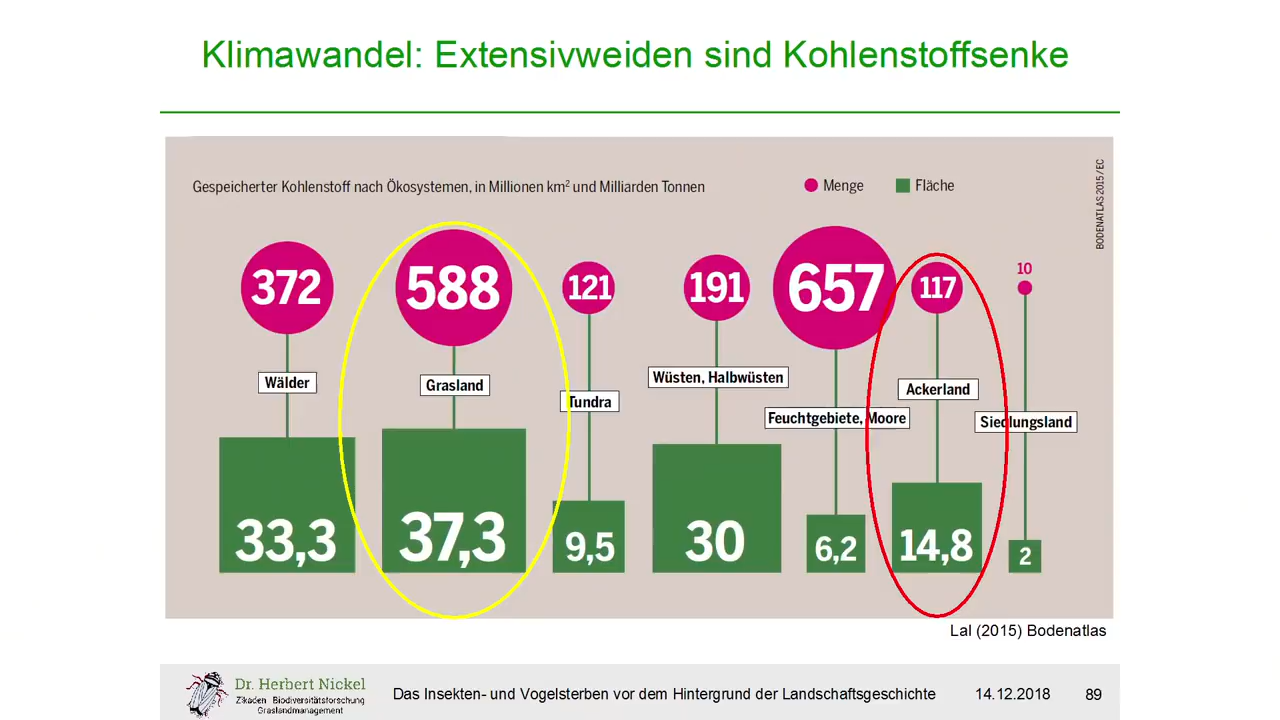 Klimawandel: Extensivweiden sind Kohlenstoffsenke
Gespeicherter Kohlenstoff nach Ökosystemen, in Millionen km² und Milliarden Tonnen
Menge
Fläche
BODENATLAS 2015 / EC
372
588
121
191
657
117
10
Wälder
Grasland
Tundra
Wüsten, Halbwüsten
Feuchtgebiete, Moore
Ackerland
Siedlungsland
33,3
37,3
9,5
30
6,2
14,8
2
Lal (2015) Bodenatlas
Dr. Herbert Nickel
Zikaden Biodiversitätsforschung
Graslandmanagement
Das Insekten- und Vogelsterben vor dem Hintergrund der Landschaftsgeschichte
14.12.2018
89